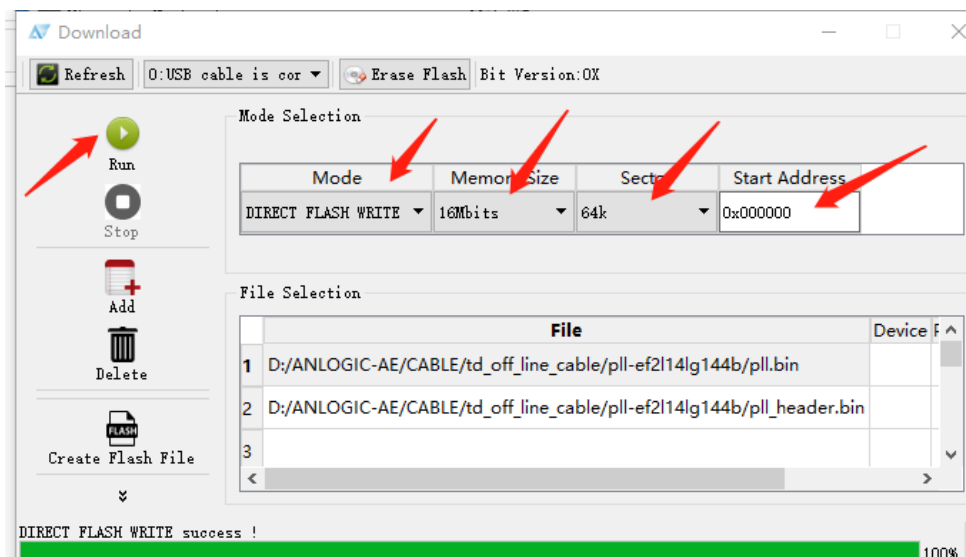 Download
Refresh 0:USB cable is cor Erase Flash Bit Version:0X
Mode Selection
Run
Mode Memory Size Sector Start Address
DIRECT FLASH WRITE 16Mbits 64k 0x000000
Stop
File Selection
Add
File Device
1 D:/ANLOGIC-AE/CABLE/td_off_line_cable/pll-ef2l14lg144b/pll.bin
Delete
2 D:/ANLOGIC-AE/CABLE/td_off_line_cable/pll-ef2l14lg144b/pll_header.bin
FLASH
Create Flash File
3
DIRECT FLASH WRITE success !
100%